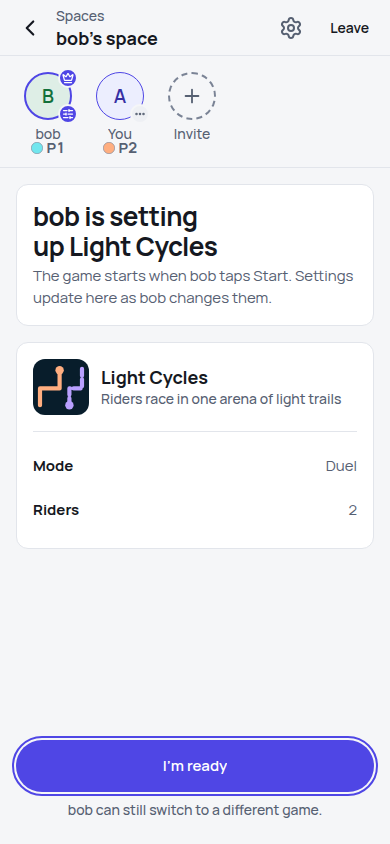 Spaces
bob's space
Leave
B
A
bob
You
Invite
P1
P2
bob is setting
up Light Cycles
The game starts when bob taps Start. Settings
update here as bob changes them.
Light Cycles
Riders race in one arena of light trails
Mode
Duel
Riders
2
I'm ready
bob can still switch to a different game.